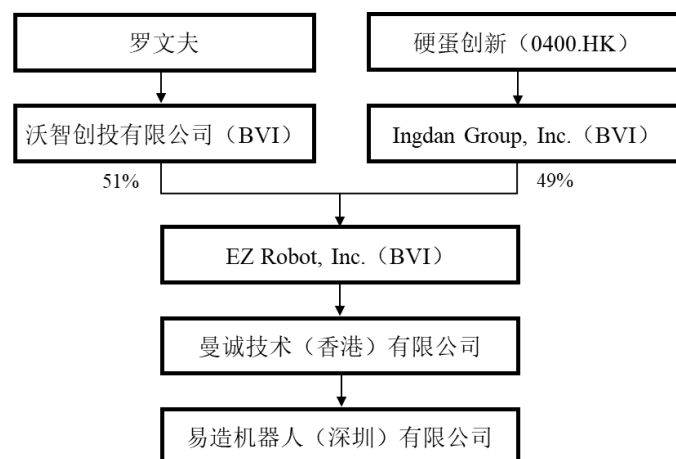 罗文夫
硬蛋创新（0400.HK）
沃智创投有限公司（BVI）
Ingdan Group, Inc.（BVI）
51%
49%
EZ Robot, Inc.（BVI）
曼诚技术（香港）有限公司
易造机器人（深圳）有限公司